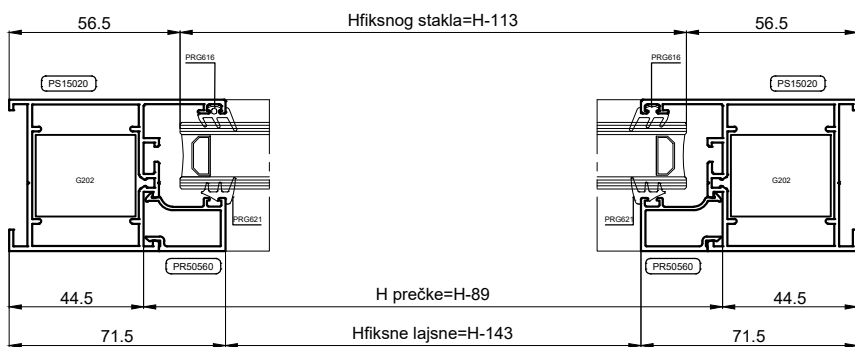 56.5 Hfiksnog stakla=H-113 56.5
PRG616 PRG616
PS15020 PS15020
G202 G202
PRG621 PRG621
PR50560 PR50560
44.5 H prečke=H-89 44.5
71.5 Hfiksne lajsne=H-143 71.5